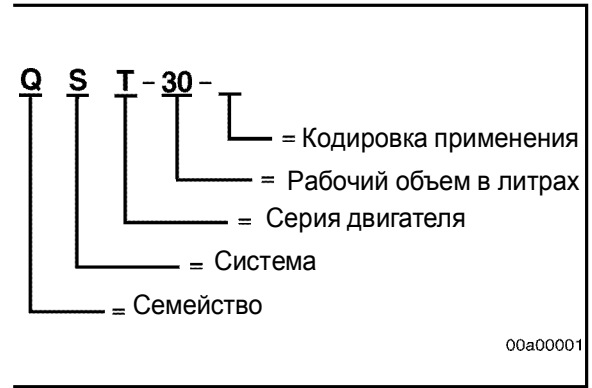 Q S T - 30 - _
= Кодировка применения
= Рабочий объем в литрах
= Серия двигателя
= Система
= Семейство
00a00001